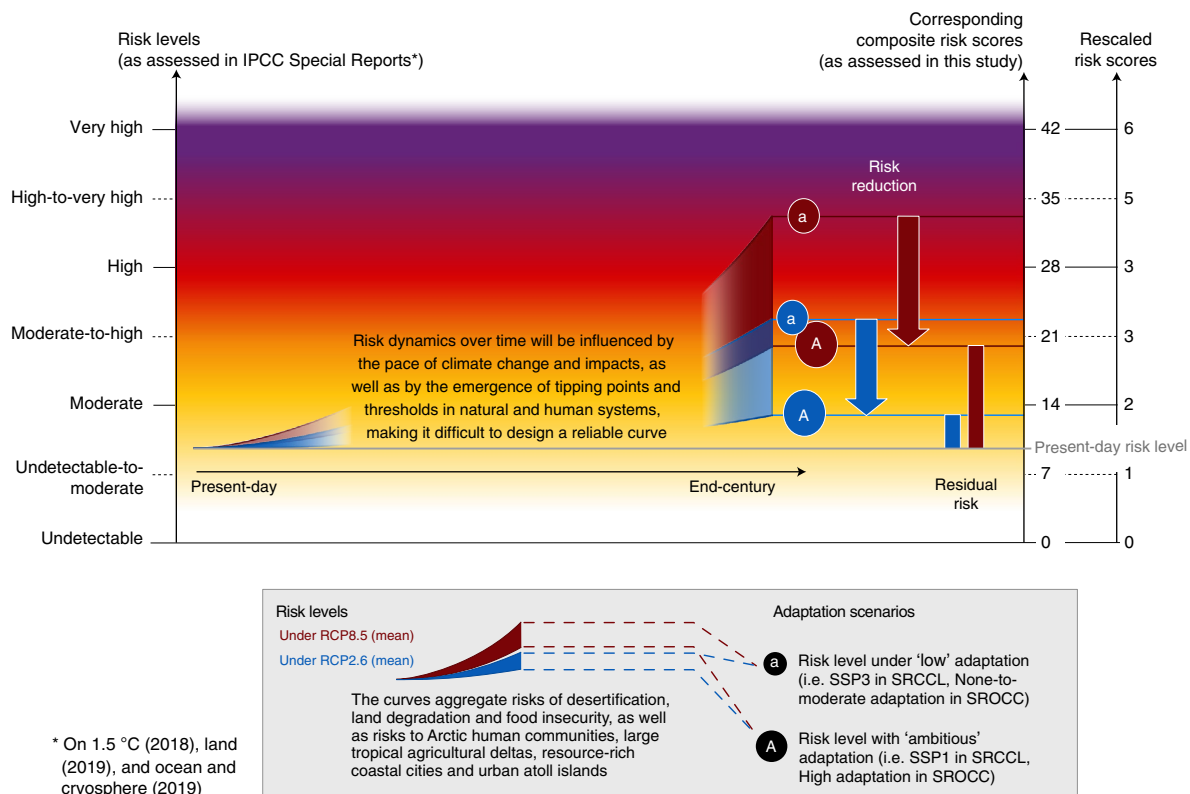 Risk levels
(as assessed in IPCC Special Reports*)
Corresponding
composite risk scores
(as assessed in this study)
Rescaled
risk scores
Very high
42
6
High-to-very high
35
5
High
28
3
Moderate-to-high
21
3
Moderate
14
2
Undetectable-to-
moderate
7
1
Undetectable
0
0
Risk
reduction
a
a
A
A
Risk dynamics over time will be influenced by
the pace of climate change and impacts, as
well as by the emergence of tipping points and
thresholds in natural and human systems,
making it difficult to design a reliable curve
Present-day risk level
Present-day
End-century
Residual
risk
Risk levels
Under RCP8.5 (mean)
Under RCP2.6 (mean)
The curves aggregate risks of desertification,
land degradation and food insecurity, as well
as risks to Arctic human communities, large
tropical agricultural deltas, resource-rich
coastal cities and urban atoll islands
Adaptation scenarios
a
Risk level under ‘low’ adaptation
(i.e. SSP3 in SRCCL, None-to-
moderate adaptation in SROCC)
A
Risk level with ‘ambitious’
adaptation (i.e. SSP1 in SRCCL,
High adaptation in SROCC)
* On 1.5 °C (2018), land
(2019), and ocean and
cryosphere (2019)